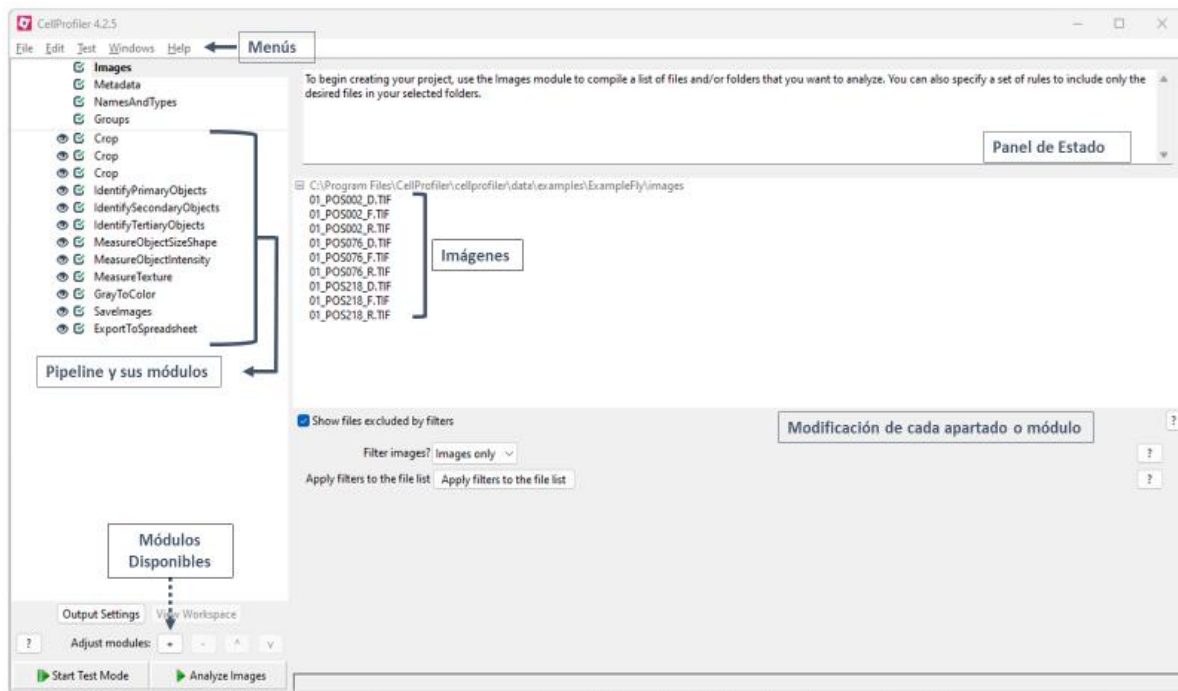 CellProfiler 4.2.5
File Edit Test Windows Help
Menús
Images
Metadata
NamesAndTypes
Groups
Crop
Crop
Crop
IdentifyPrimaryObjects
IdentifySecondaryObjects
IdentifyTertiaryObjects
MeasureObjectSizeShape
MeasureObjectIntensity
MeasureTexture
GrayToColor
SaveImages
ExportToSpreadsheet
Pipeline y sus módulos
Módulos
Disponibles
Output Settings View Workspace
? Adjust modules: + - ^ v
Start Test Mode Analyze Images
To begin creating your project, use the Images module to compile a list of files and/or folders that you want to analyze. You can also specify a set of rules to include only the
desired files in your selected folders.
Panel de Estado
C:\Program Files\CellProfiler\cellprofiler\data\examples\ExampleFly\images
01_POS002_D.TIF
01_POS002_F.TIF
01_POS002_R.TIF
01_POS076_D.TIF
01_POS076_F.TIF
01_POS076_R.TIF
01_POS218_D.TIF
01_POS218_F.TIF
01_POS218_R.TIF
Imágenes
Show files excluded by filters
?
Modificación de cada apartado o módulo
Filter images? Images only
?
Apply filters to the file list Apply filters to the file list
?